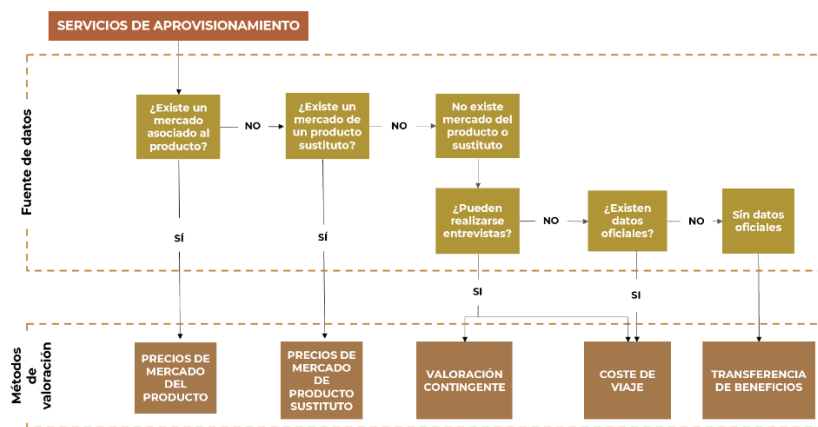 SERVICIOS DE APROVISIONAMIENTO
Fuente de datos
¿Existe un
mercado
asociado al
producto?
NO
¿Existe un
mercado de
un producto
sustituto?
NO
No existe
mercado del
producto o
sustituto
¿Pueden
realizarse
entrevistas?
NO
¿Existen
datos
oficiales?
NO
Sin datos
oficiales
SÍ
SÍ
SI
SI
Métodos
de
valoración
PRECIOS DE
MERCADO
DEL
PRODUCTO
PRECIOS DE
MERCADO
DE
PRODUCTO
SUSTITUTO
VALORACIÓN
CONTINGENTE
COSTE DE
VIAJE
TRANSFERENCIA
DE BENEFICIOS